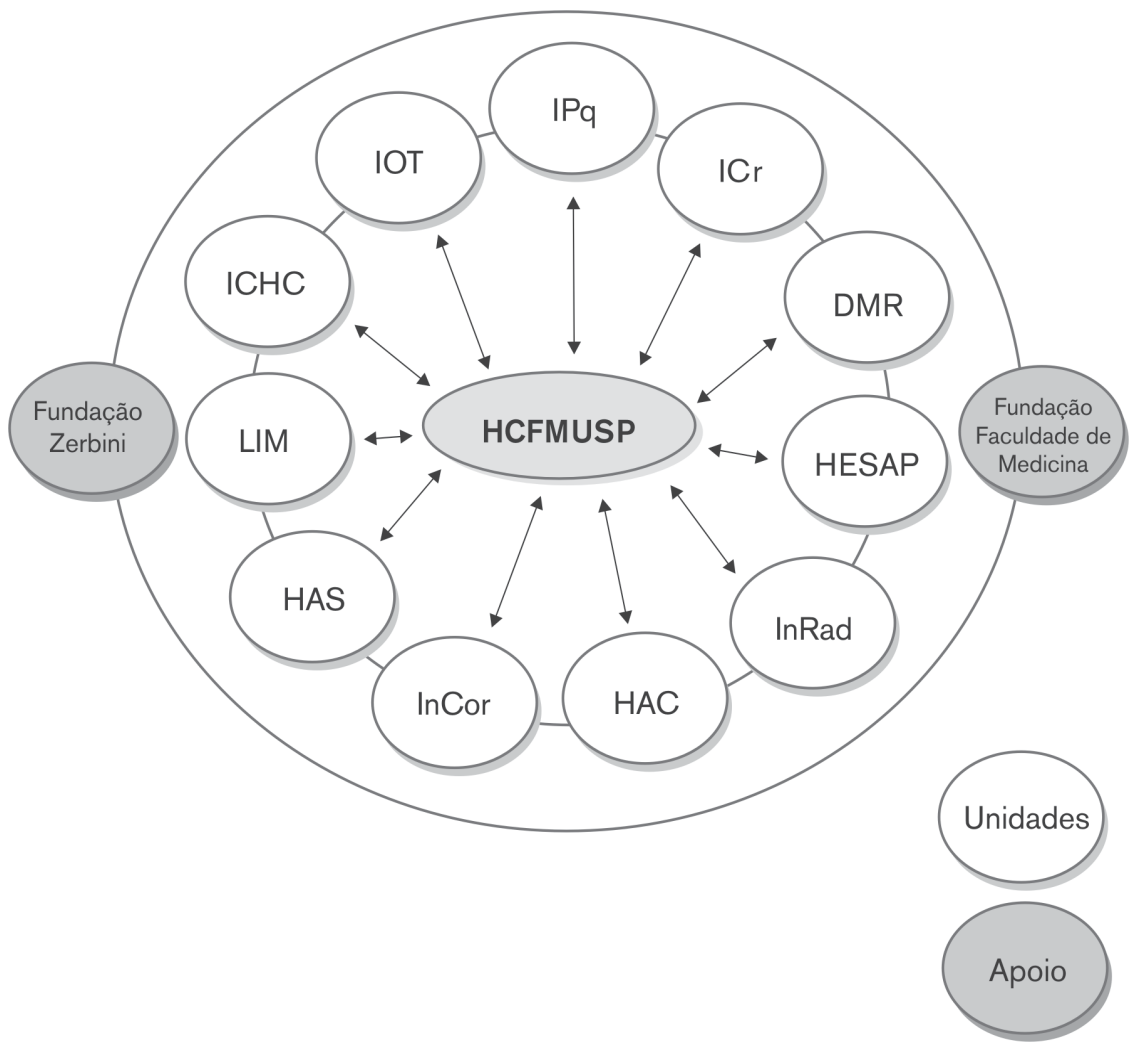 IPq
IOT
ICr
ICHC
DMR
Fundação
Zerbini
LIM
HCFMUSP
HESAP
Fundação
Faculdade de
Medicina
HAS
InRad
InCor
HAC
Unidades
Apoio